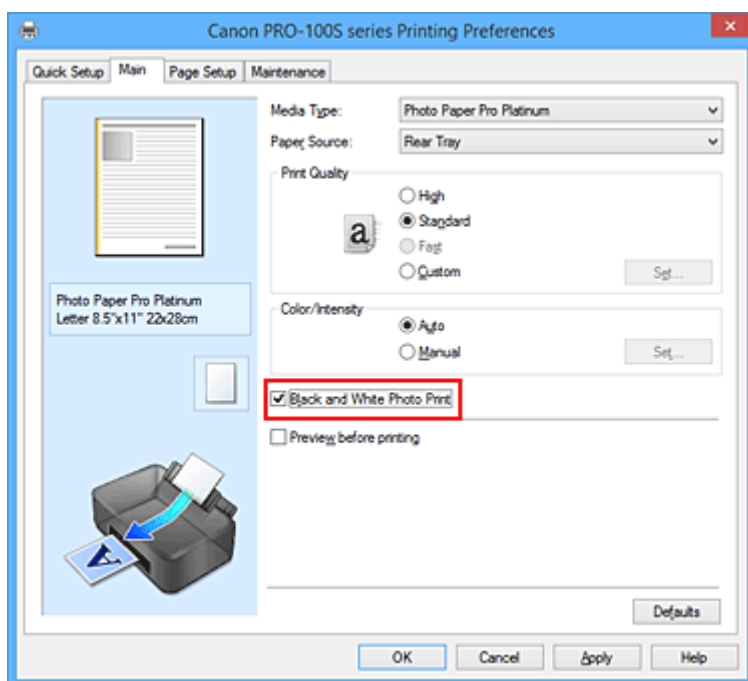 Canon PRO-100S series Printing Preferences
Quick Setup Main Page Setup Maintenance
Media Type: Photo Paper Pro Platinum
Paper Source: Rear Tray
Print Quality
High
a Standard
Fast
Custom Set...
Photo Paper Pro Platinum
Letter 8.5"x11" 22x28cm
Color/Intensity
Auto
Manual Set...
Black and White Photo Print
Preview before printing
A
Defaults
OK Cancel Apply Help